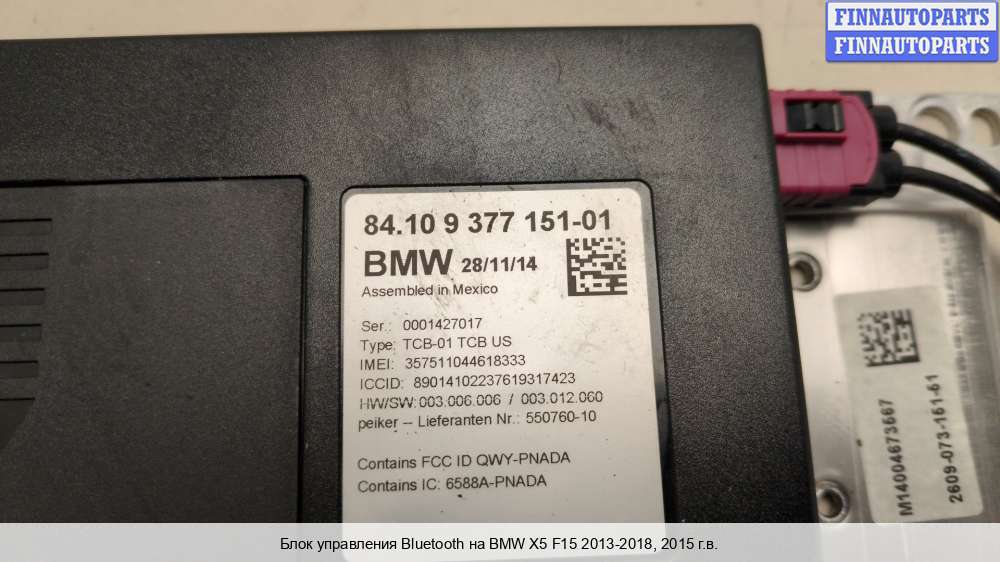 FINNAUTOPARTS
FINNAUTOPARTS
84.10 9 377 151-01
BMW 28/11/14
Assembled in Mexico
Ser.: 0001427017
Type: TCB-01 TCB US
IMEI: 357511044618333
ICCID: 89014102237619317423
HW/SW: 003.006.006 / 003.012.060
peiker -- Lieferanten Nr.: 550760-10
Contains FCC ID QWY-PNADA
Contains IC: 6588A-PNADA
M14004673567
2609-073-151-51
Блок управления Bluetooth на BMW X5 F15 2013-2018, 2015 г.в.